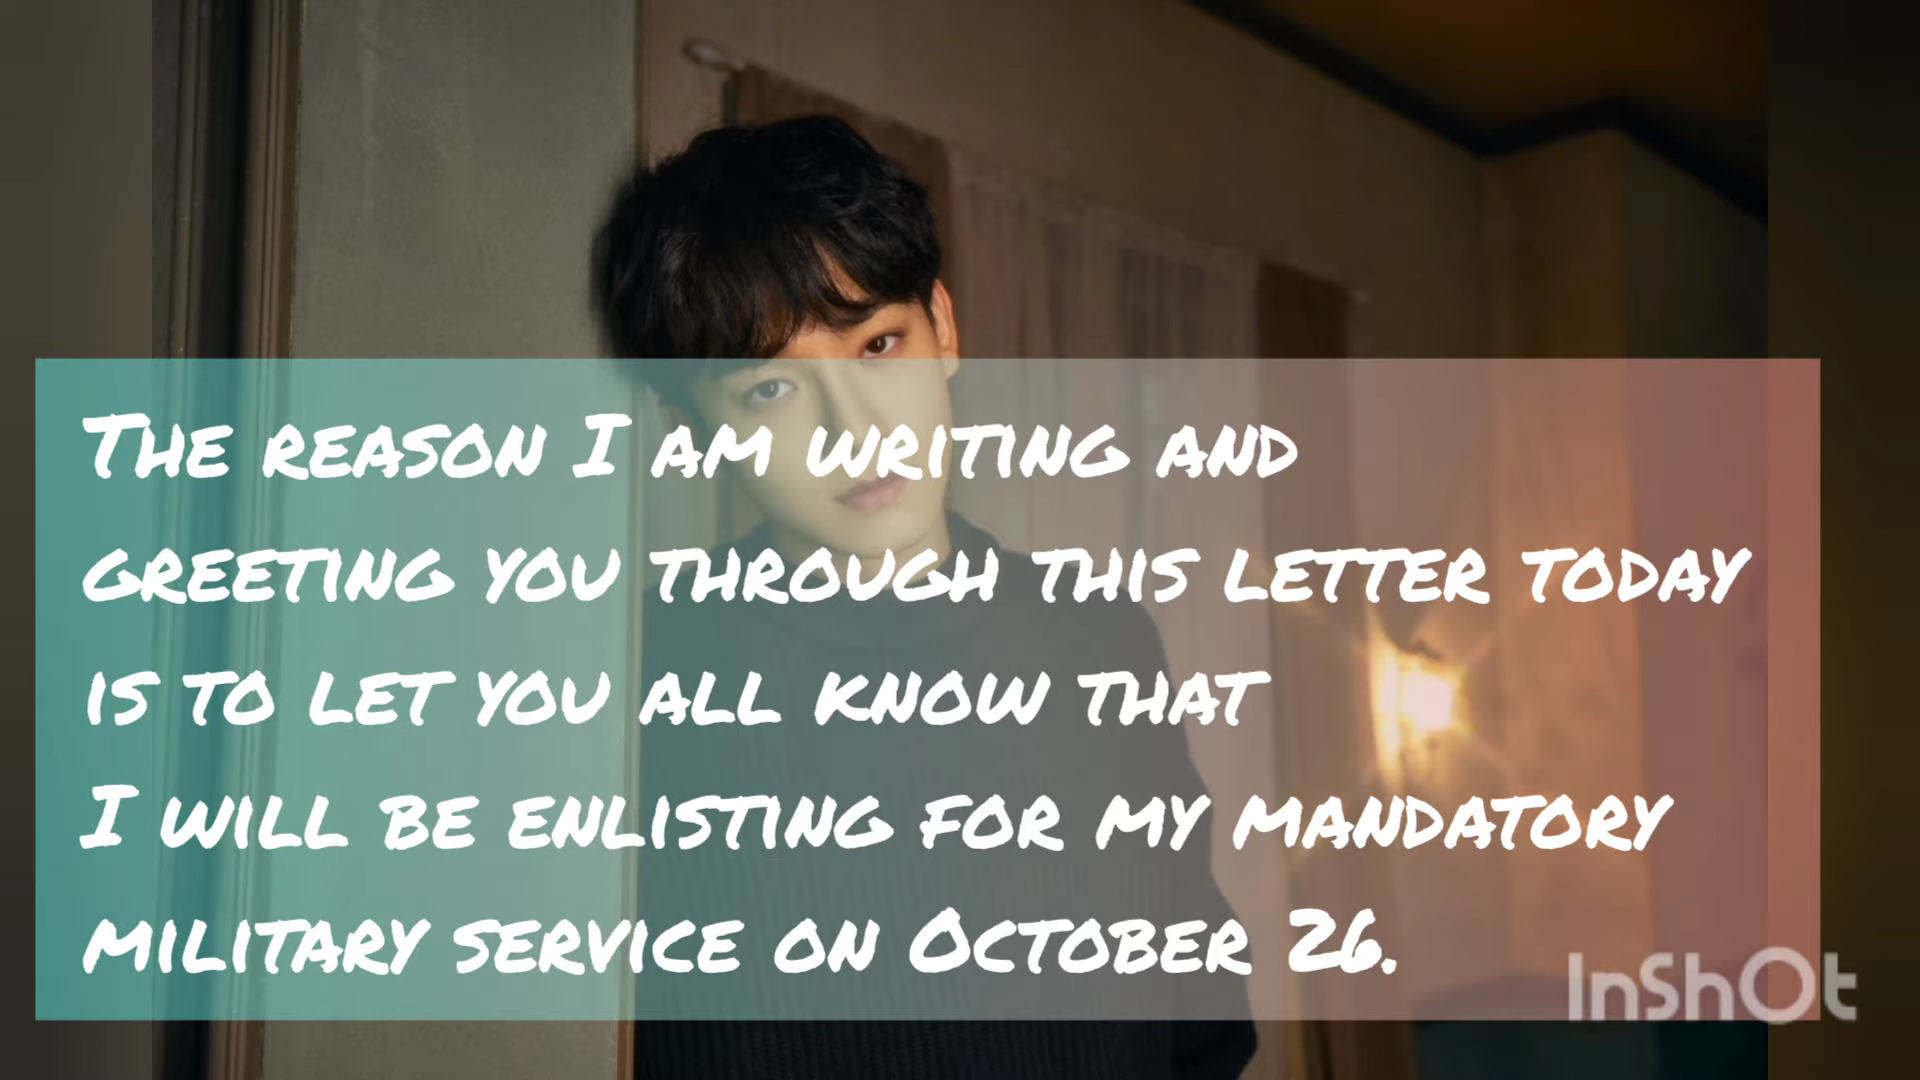 The reason I am writing and
greeting you through this letter today
is to let you all know that
I will be enlisting for my mandatory
military service on October 26.
InShOt